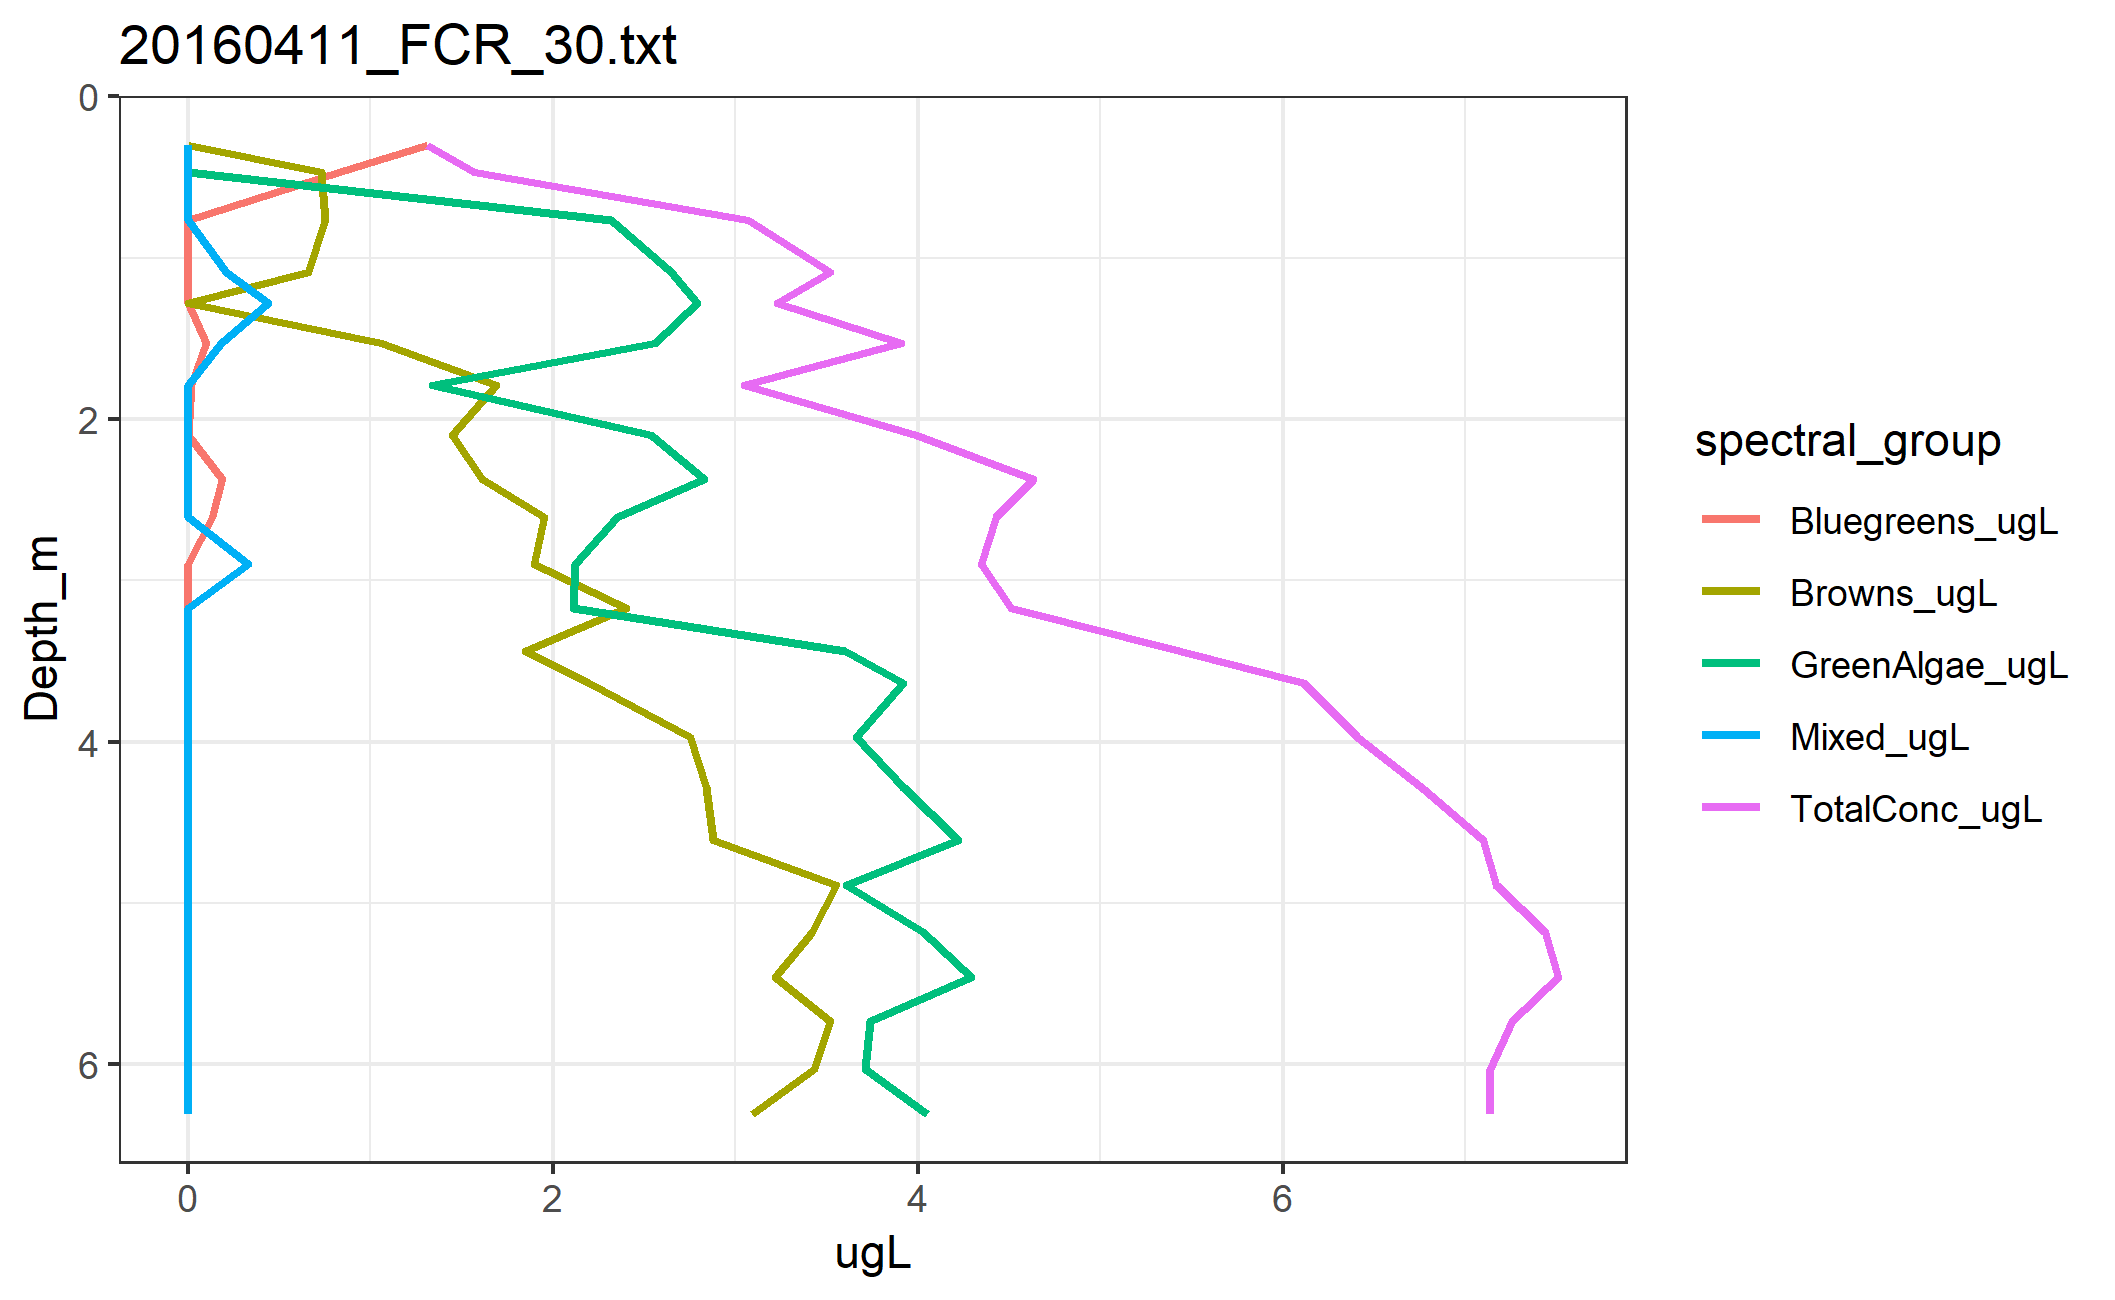 20160411_FCR_30.txt
0
2
4
6
Depth_m
0 2 4 6
ugL
spectral_group
Bluegreens_ugL
Browns_ugL
GreenAlgae_ugL
Mixed_ugL
TotalConc_ugL